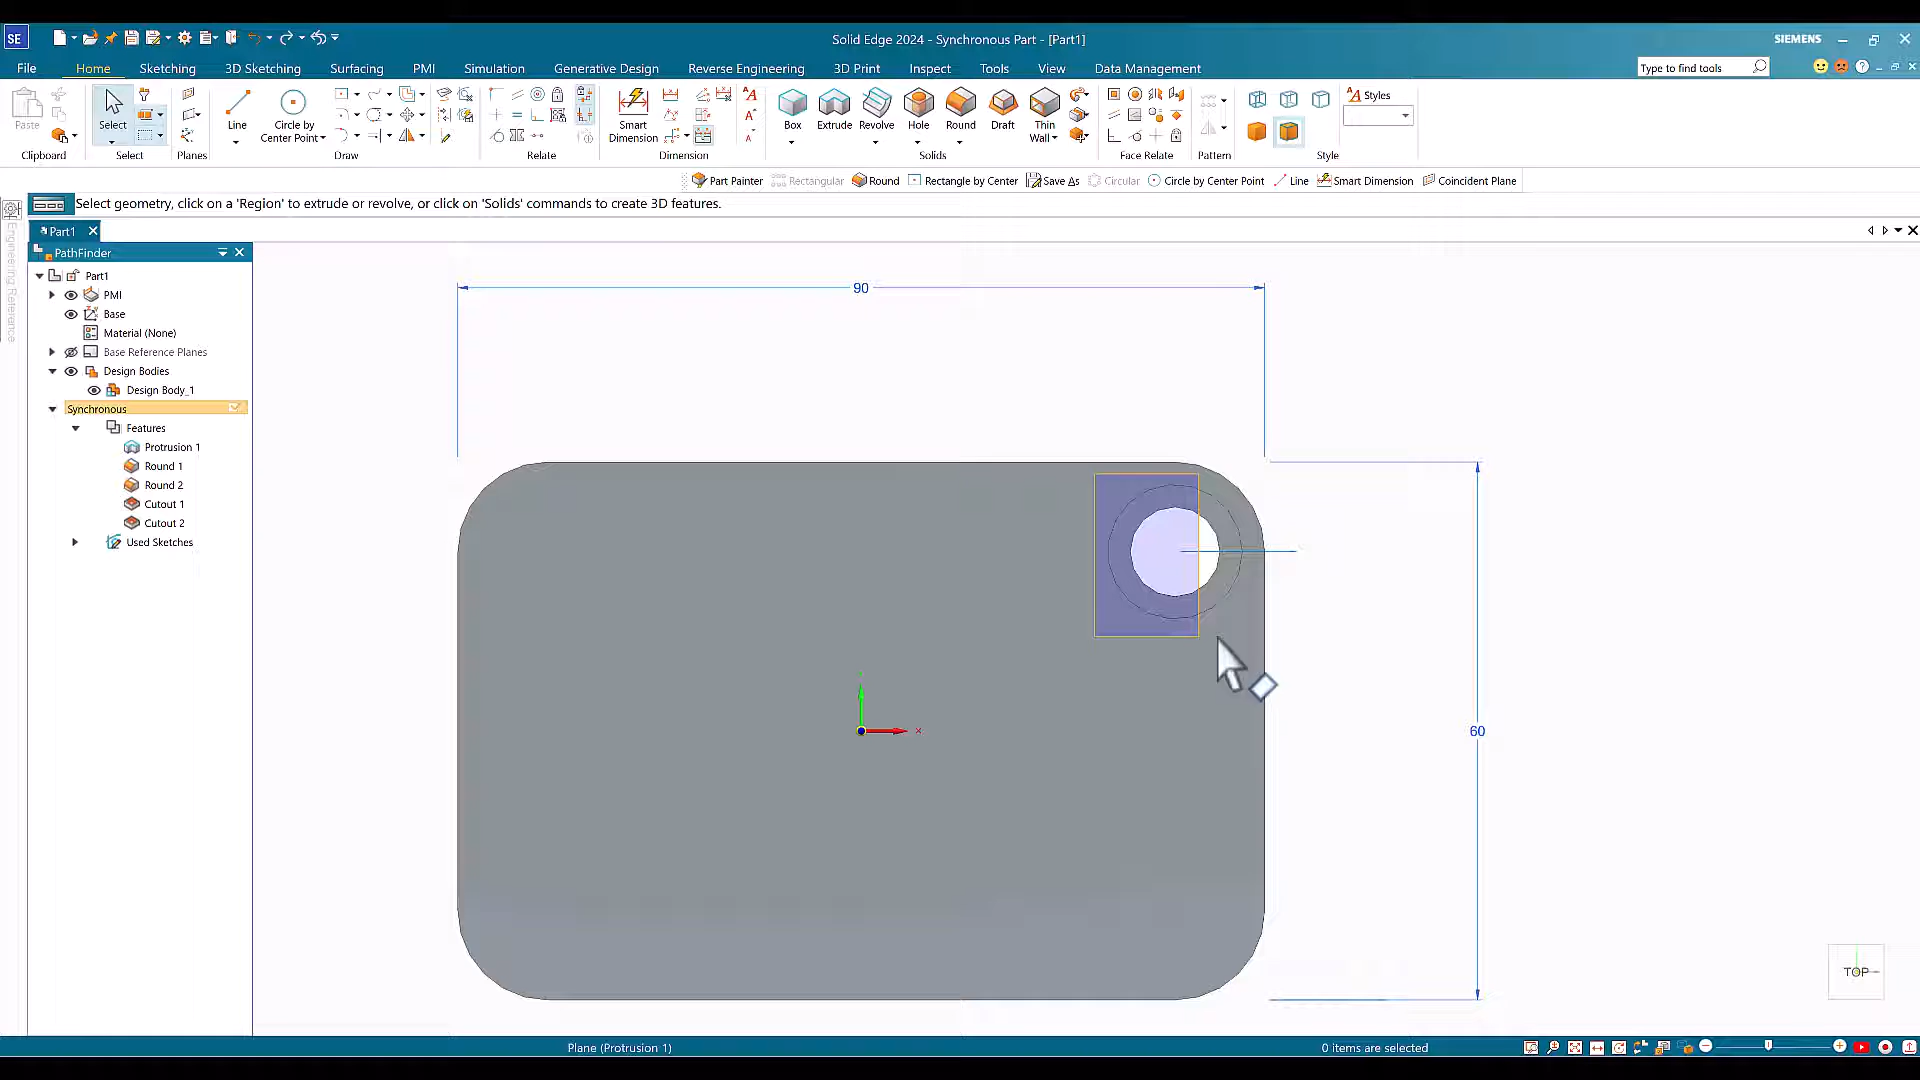 SE
Solid Edge 2024 - Synchronous Part - [Part1]
SIEMENS
File Home Sketching 3D Sketching Surfacing PMI Simulation Generative Design Reverse Engineering 3D Print Inspect Tools View Data Management
Type to find tools
Paste
Clipboard
Select
Select
Planes
Line
Circle by
Center Point
Draw
Relate
Smart
Dimension
Dimension
Box
Extrude
Revolve
Hole
Round
Draft
Thin
Wall
Solids
Face Relate
Pattern
Styles
Style
Part Painter Rectangular Round Rectangle by Center Save As Circular Circle by Center Point Line Smart Dimension Coincident Plane
Select geometry, click on a 'Region' to extrude or revolve, or click on 'Solids' commands to create 3D features.
Engineering Reference
Part1
PathFinder
Part1
PMI
Base
Material (None)
Base Reference Planes
Design Bodies
Design Body_1
Synchronous
Features
Protrusion 1
Round 1
Round 2
Cutout 1
Cutout 2
Used Sketches
90
60
x
TOP
Plane (Protrusion 1)
0 items are selected